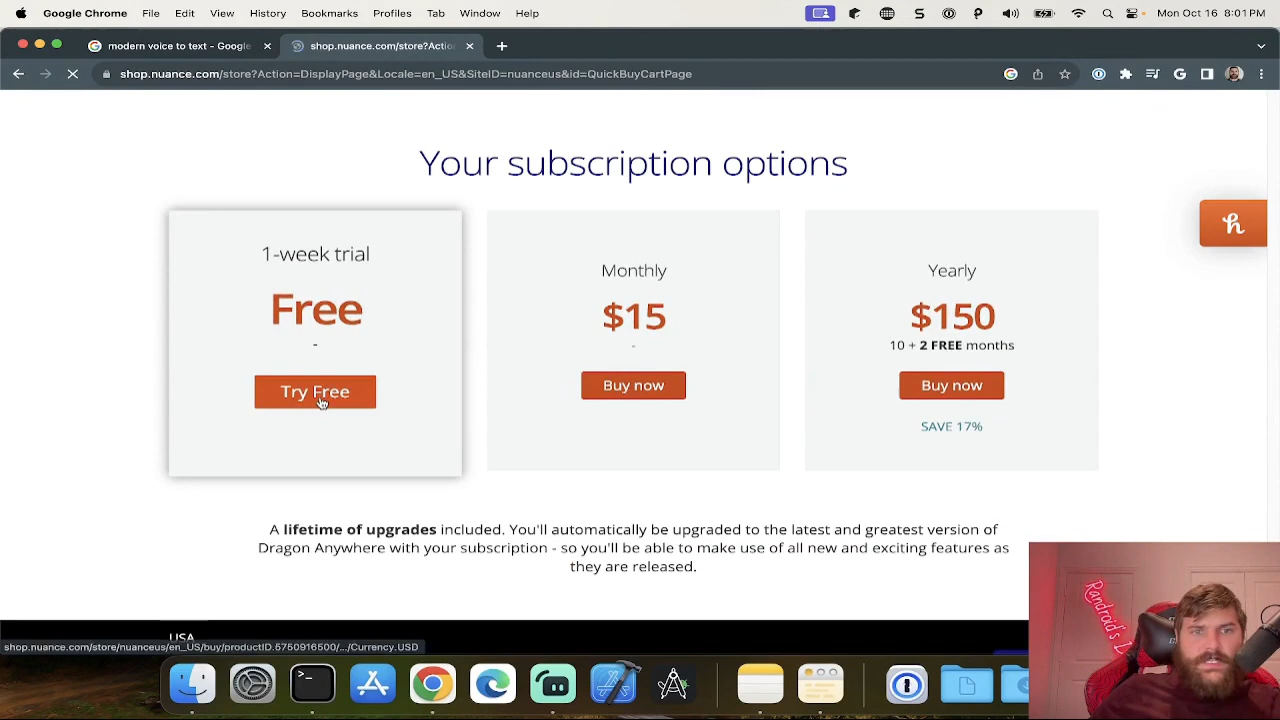 Google Chrome File Edit View History Bookmarks Profiles Tab Window Help Mon Oct 16
modern voice to text - Google
shop.nuance.com/store?Actio
shop.nuance.com/store?Action=DisplayPage&Locale=en_US&SiteID=nuanceus&id=QuickBuyCartPage
Your subscription options
1-week trial
Free
-
Try Free
Monthly
$15
-
Buy now
Yearly
$150
10 + 2 FREE months
Buy now
SAVE 17%
A lifetime of upgrades included. You'll automatically be upgraded to the latest and greatest version of
Dragon Anywhere with your subscription - so you'll be able to make use of all new and exciting features as
they are released.
USA
shop.nuance.com/store/nuanceus/en_US/buy/productID.5750916500/.../Currency.USD
Randroid's